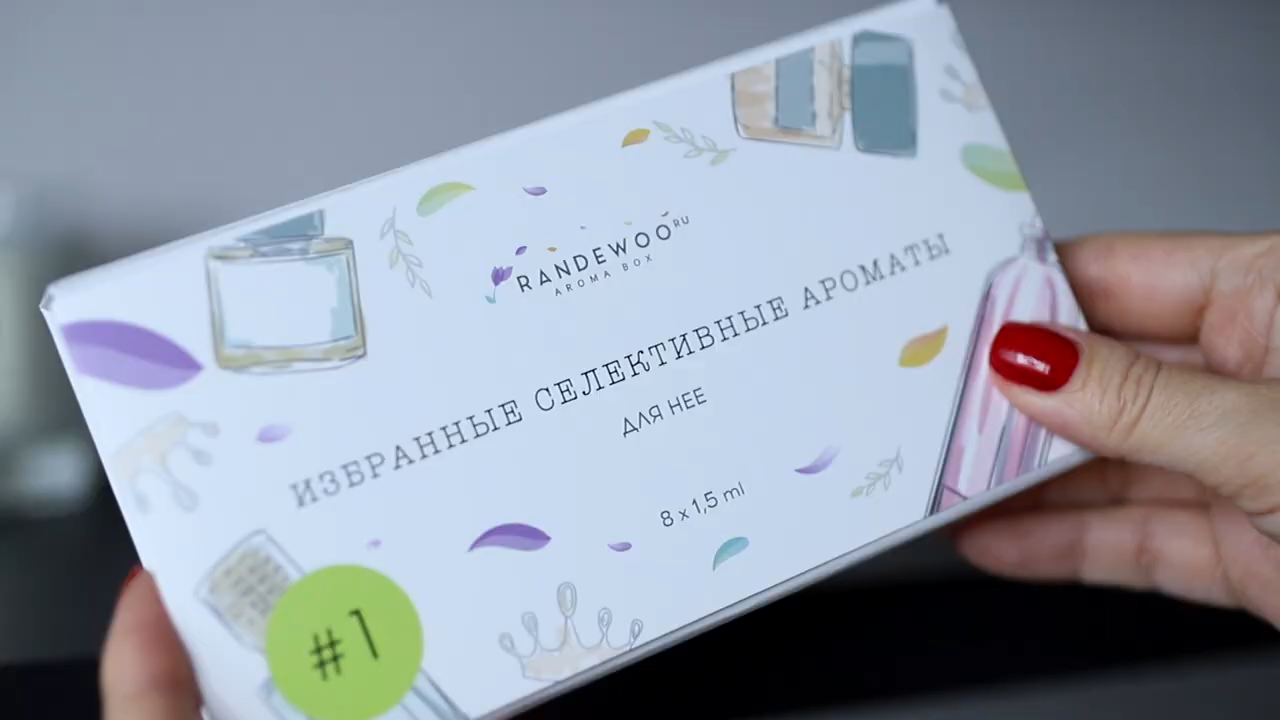 RANDEWOO RU
AROMA BOX
ИЗБРАННЫЕ СЕЛЕКТИВНЫЕ АРОМАТЫ
ДЛЯ НЕЕ
8 x 1,5 ml
#1